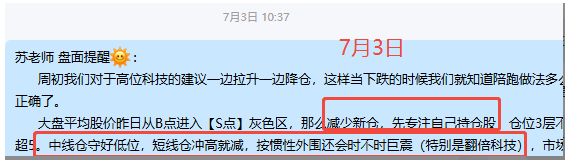 7月3日 10:37
7月3日
苏老师 盘面提醒：
周初我们对于高位科技的建议一边拉升一边降仓，这样当下跌的时候我们就知道陪跑做法多么
正确了。
大盘平均股价昨日从B点进入【S点】灰色区，那么减少新仓，先专注自己持仓股，仓位3层不
超5。中线仓守好低位，短线仓冲高就减，按惯性外围还会时不时巨震（特别是翻倍科技），市场